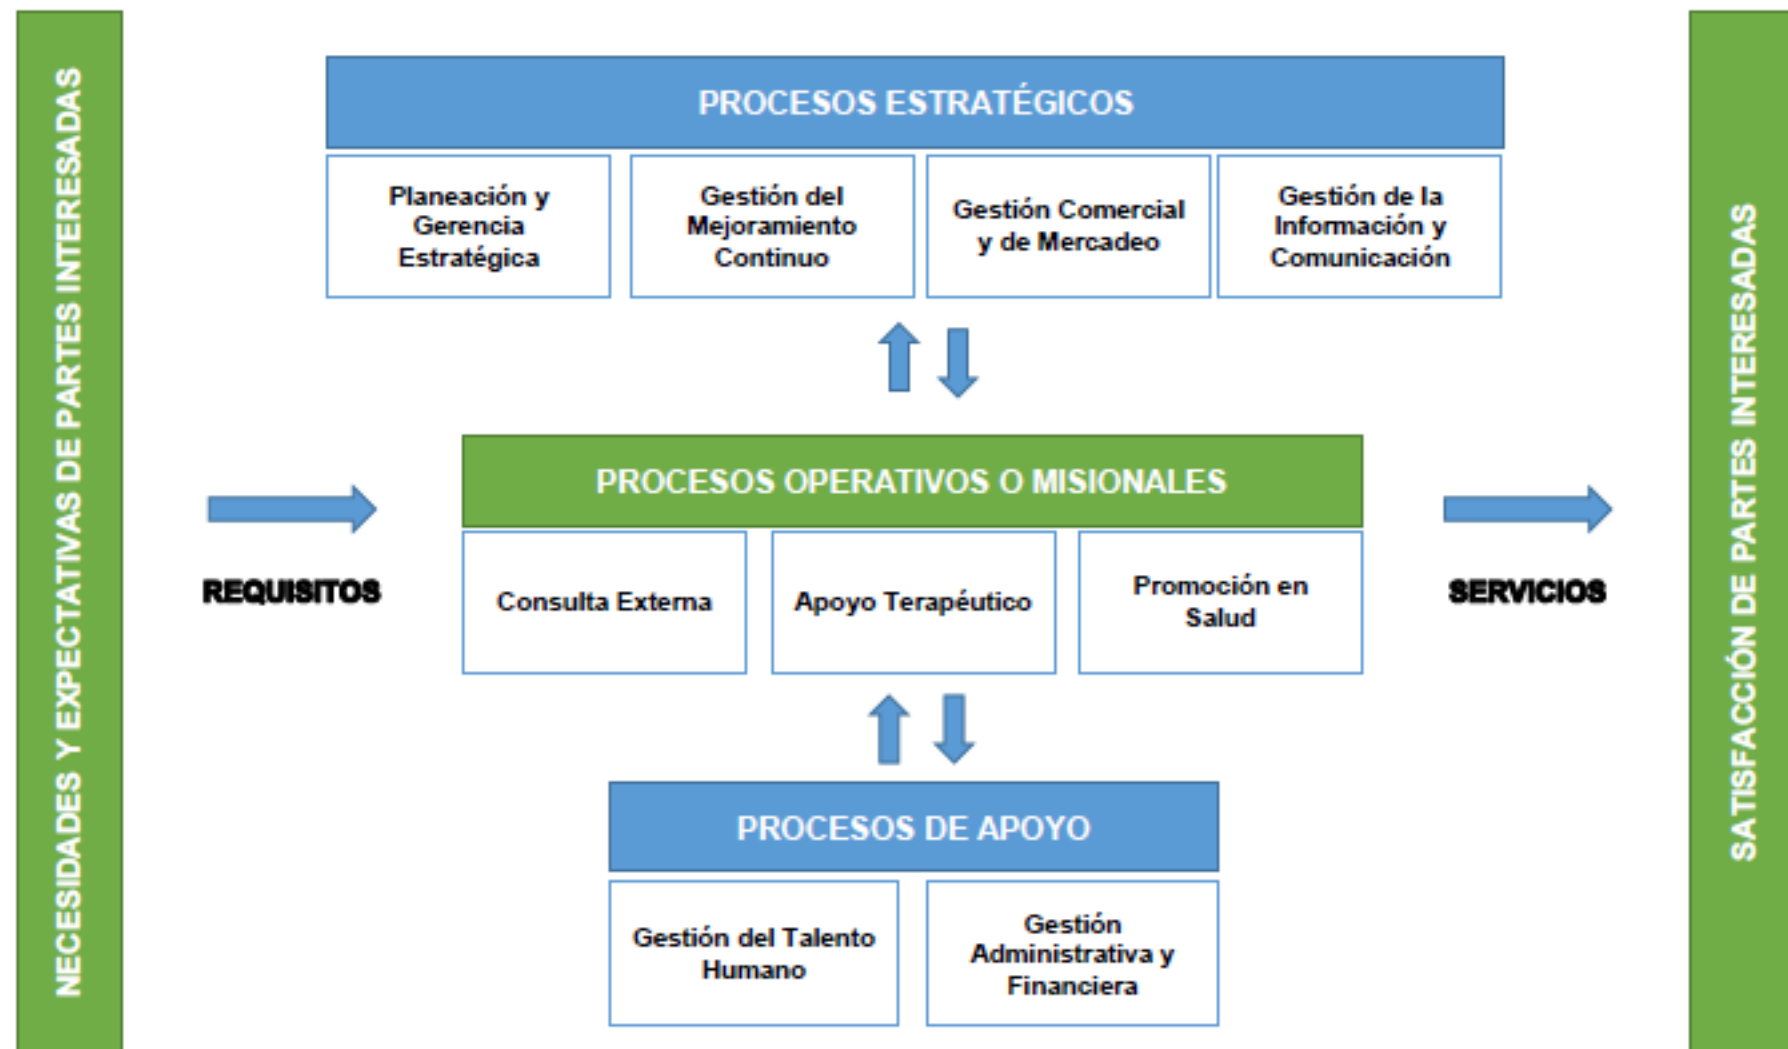 NECESIDADES Y EXPECTATIVAS DE PARTES INTERESADAS
PROCESOS ESTRATÉGICOS
Planeación y
Gerencia
Estratégica
Gestión del
Mejoramiento
Continuo
Gestión Comercial
y de Mercadeo
Gestión de la
Información y
Comunicación
REQUISITOS
PROCESOS OPERATIVOS O MISIONALES
Consulta Externa
Apoyo Terapéutico
Promoción en
Salud
SERVICIOS
PROCESOS DE APOYO
Gestión del Talento
Humano
Gestión
Administrativa y
Financiera
SATISFACCIÓN DE PARTES INTERESADAS